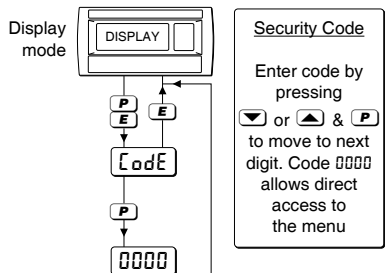 Display
mode
DISPLAY
P
E
E
CodE
P
0000
Security Code
Enter code by
pressing
or & P
to move to next
digit. Code 0000
allows direct
access to
the menu